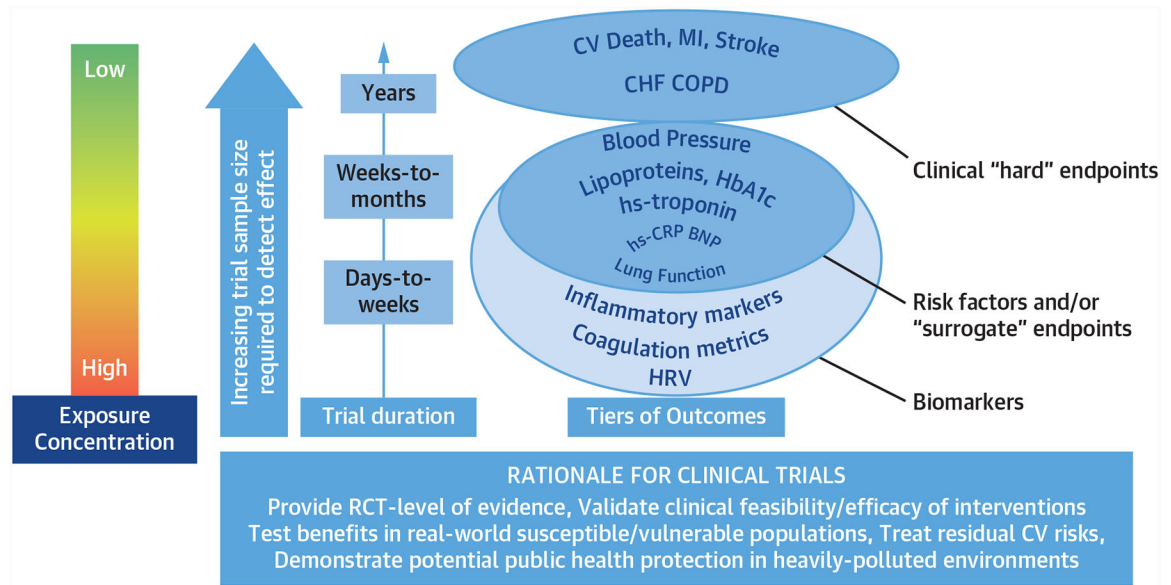 Low
High
Exposure
Concentration
Increasing trial sample size
required to detect effect
Years
Weeks-to-
months
Days-to-
weeks
Trial duration
CV Death, MI, Stroke
CHF COPD
Blood Pressure
Lipoproteins, HbA1c
hs-troponin
hs-CRP BNP
Lung Function
Inflammatory markers
Coagulation metrics
HRV
Tiers of Outcomes
Clinical “hard” endpoints
Risk factors and/or
“surrogate” endpoints
Biomarkers
RATIONALE FOR CLINICAL TRIALS
Provide RCT-level of evidence, Validate clinical feasibility/efficacy of interventions
Test benefits in real-world susceptible/vulnerable populations, Treat residual CV risks,
Demonstrate potential public health protection in heavily-polluted environments